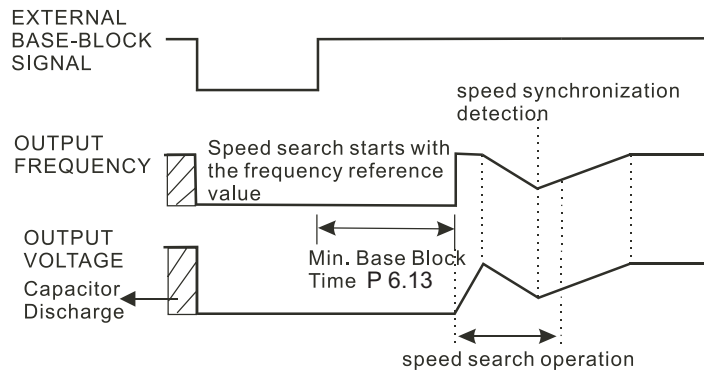 EXTERNAL
BASE-BLOCK
SIGNAL
speed synchronization
detection
OUTPUT
FREQUENCY
Speed search starts with
the frequency reference
value
OUTPUT
VOLTAGE
Min. Base Block
Time P 6.13
Capacitor
Discharge
speed search operation